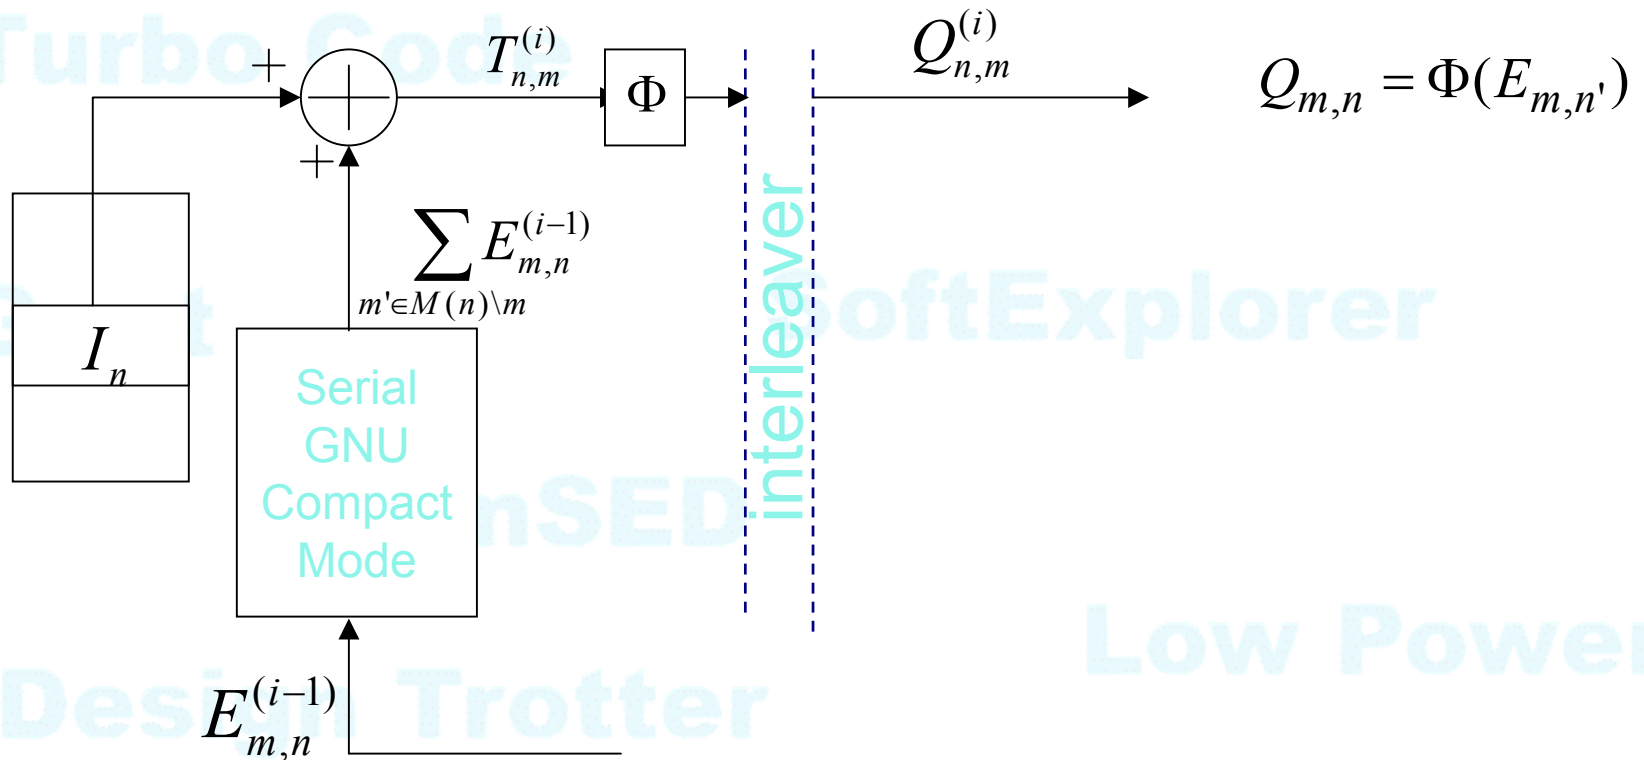 Turbo Code
+
T_{n,m}^{(i)}
Φ
Q_{n,m}^{(i)}
Q_{m,n} = Φ(E_{m,n'})
+
∑ E_{m,n}^{(i−1)}
m'∈M(n)\m
interleaver
SoftExplorer
I_n
Serial
GNU
Compact
Mode
Low Power
Design Trotter
E_{m,n}^{(i−1)}